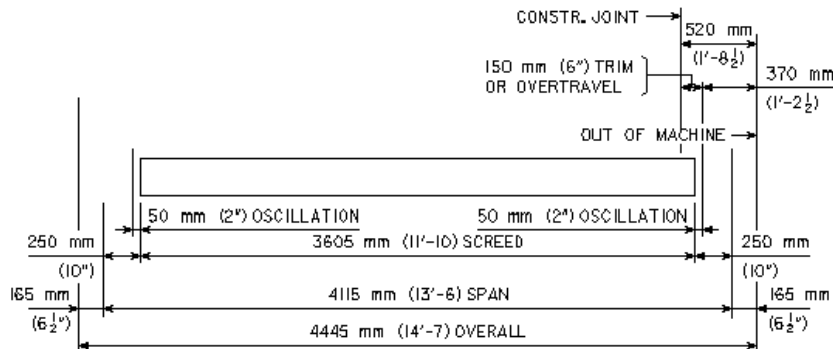 CONSTR. JOINT
520 mm
(1'-8½)
150 mm (6") TRIM
OR OVERTRAVEL
370 mm
(1'-2½)
OUT OF MACHINE
50 mm (2") OSCILLATION
50 mm (2") OSCILLATION
250 mm
(10")
3605 mm (11'-10) SCREED
250 mm
(10")
165 mm
(6½")
4115 mm (13'-6) SPAN
165 mm
(6½")
4445 mm (14'-7) OVERALL